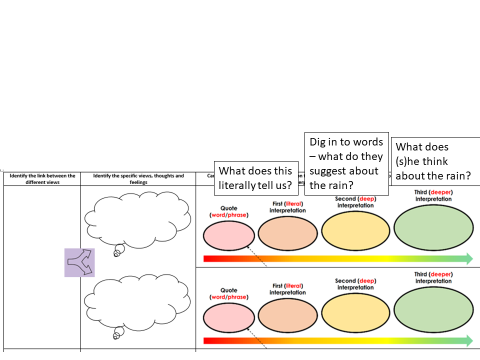 What does this
literally tell us?
Dig in to words
– what do they
suggest about
the rain?
What does
(s)he think
about the rain?
Identify the link between the
different views
Identify the specific views, thoughts and
feelings
Quote
(word/phrase)
First (literal)
interpretation
Second (deep)
interpretation
Third (deeper)
interpretation
Quote
(word/phrase)
First (literal)
interpretation
Second (deep)
interpretation
Third (deeper)
interpretation